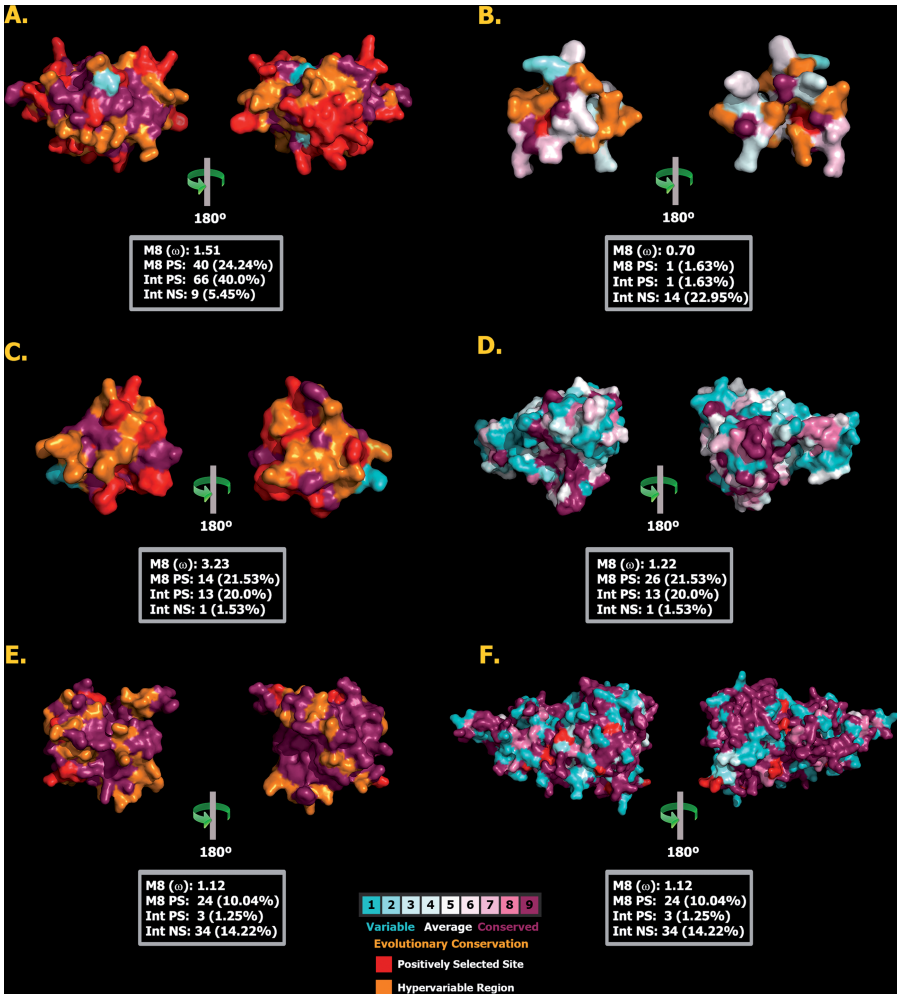 A.
B.
180º
180º
M8 (ω): 1.51
M8 PS: 40 (24.24%)
Int PS: 66 (40.0%)
Int NS: 9 (5.45%)
M8 (ω): 0.70
M8 PS: 1 (1.63%)
Int PS: 1 (1.63%)
Int NS: 14 (22.95%)
C.
D.
180º
180º
M8 (ω): 3.23
M8 PS: 14 (21.53%)
Int PS: 13 (20.0%)
Int NS: 1 (1.53%)
M8 (ω): 1.22
M8 PS: 26 (21.53%)
Int PS: 13 (20.0%)
Int NS: 1 (1.53%)
E.
F.
180º
180º
M8 (ω): 1.12
M8 PS: 24 (10.04%)
Int PS: 3 (1.25%)
Int NS: 34 (14.22%)
M8 (ω): 1.12
M8 PS: 24 (10.04%)
Int PS: 3 (1.25%)
Int NS: 34 (14.22%)
1 2 3 4 5 6 7 8 9
Variable Average Conserved
Evolutionary Conservation
Positively Selected Site
Hypervariable Region